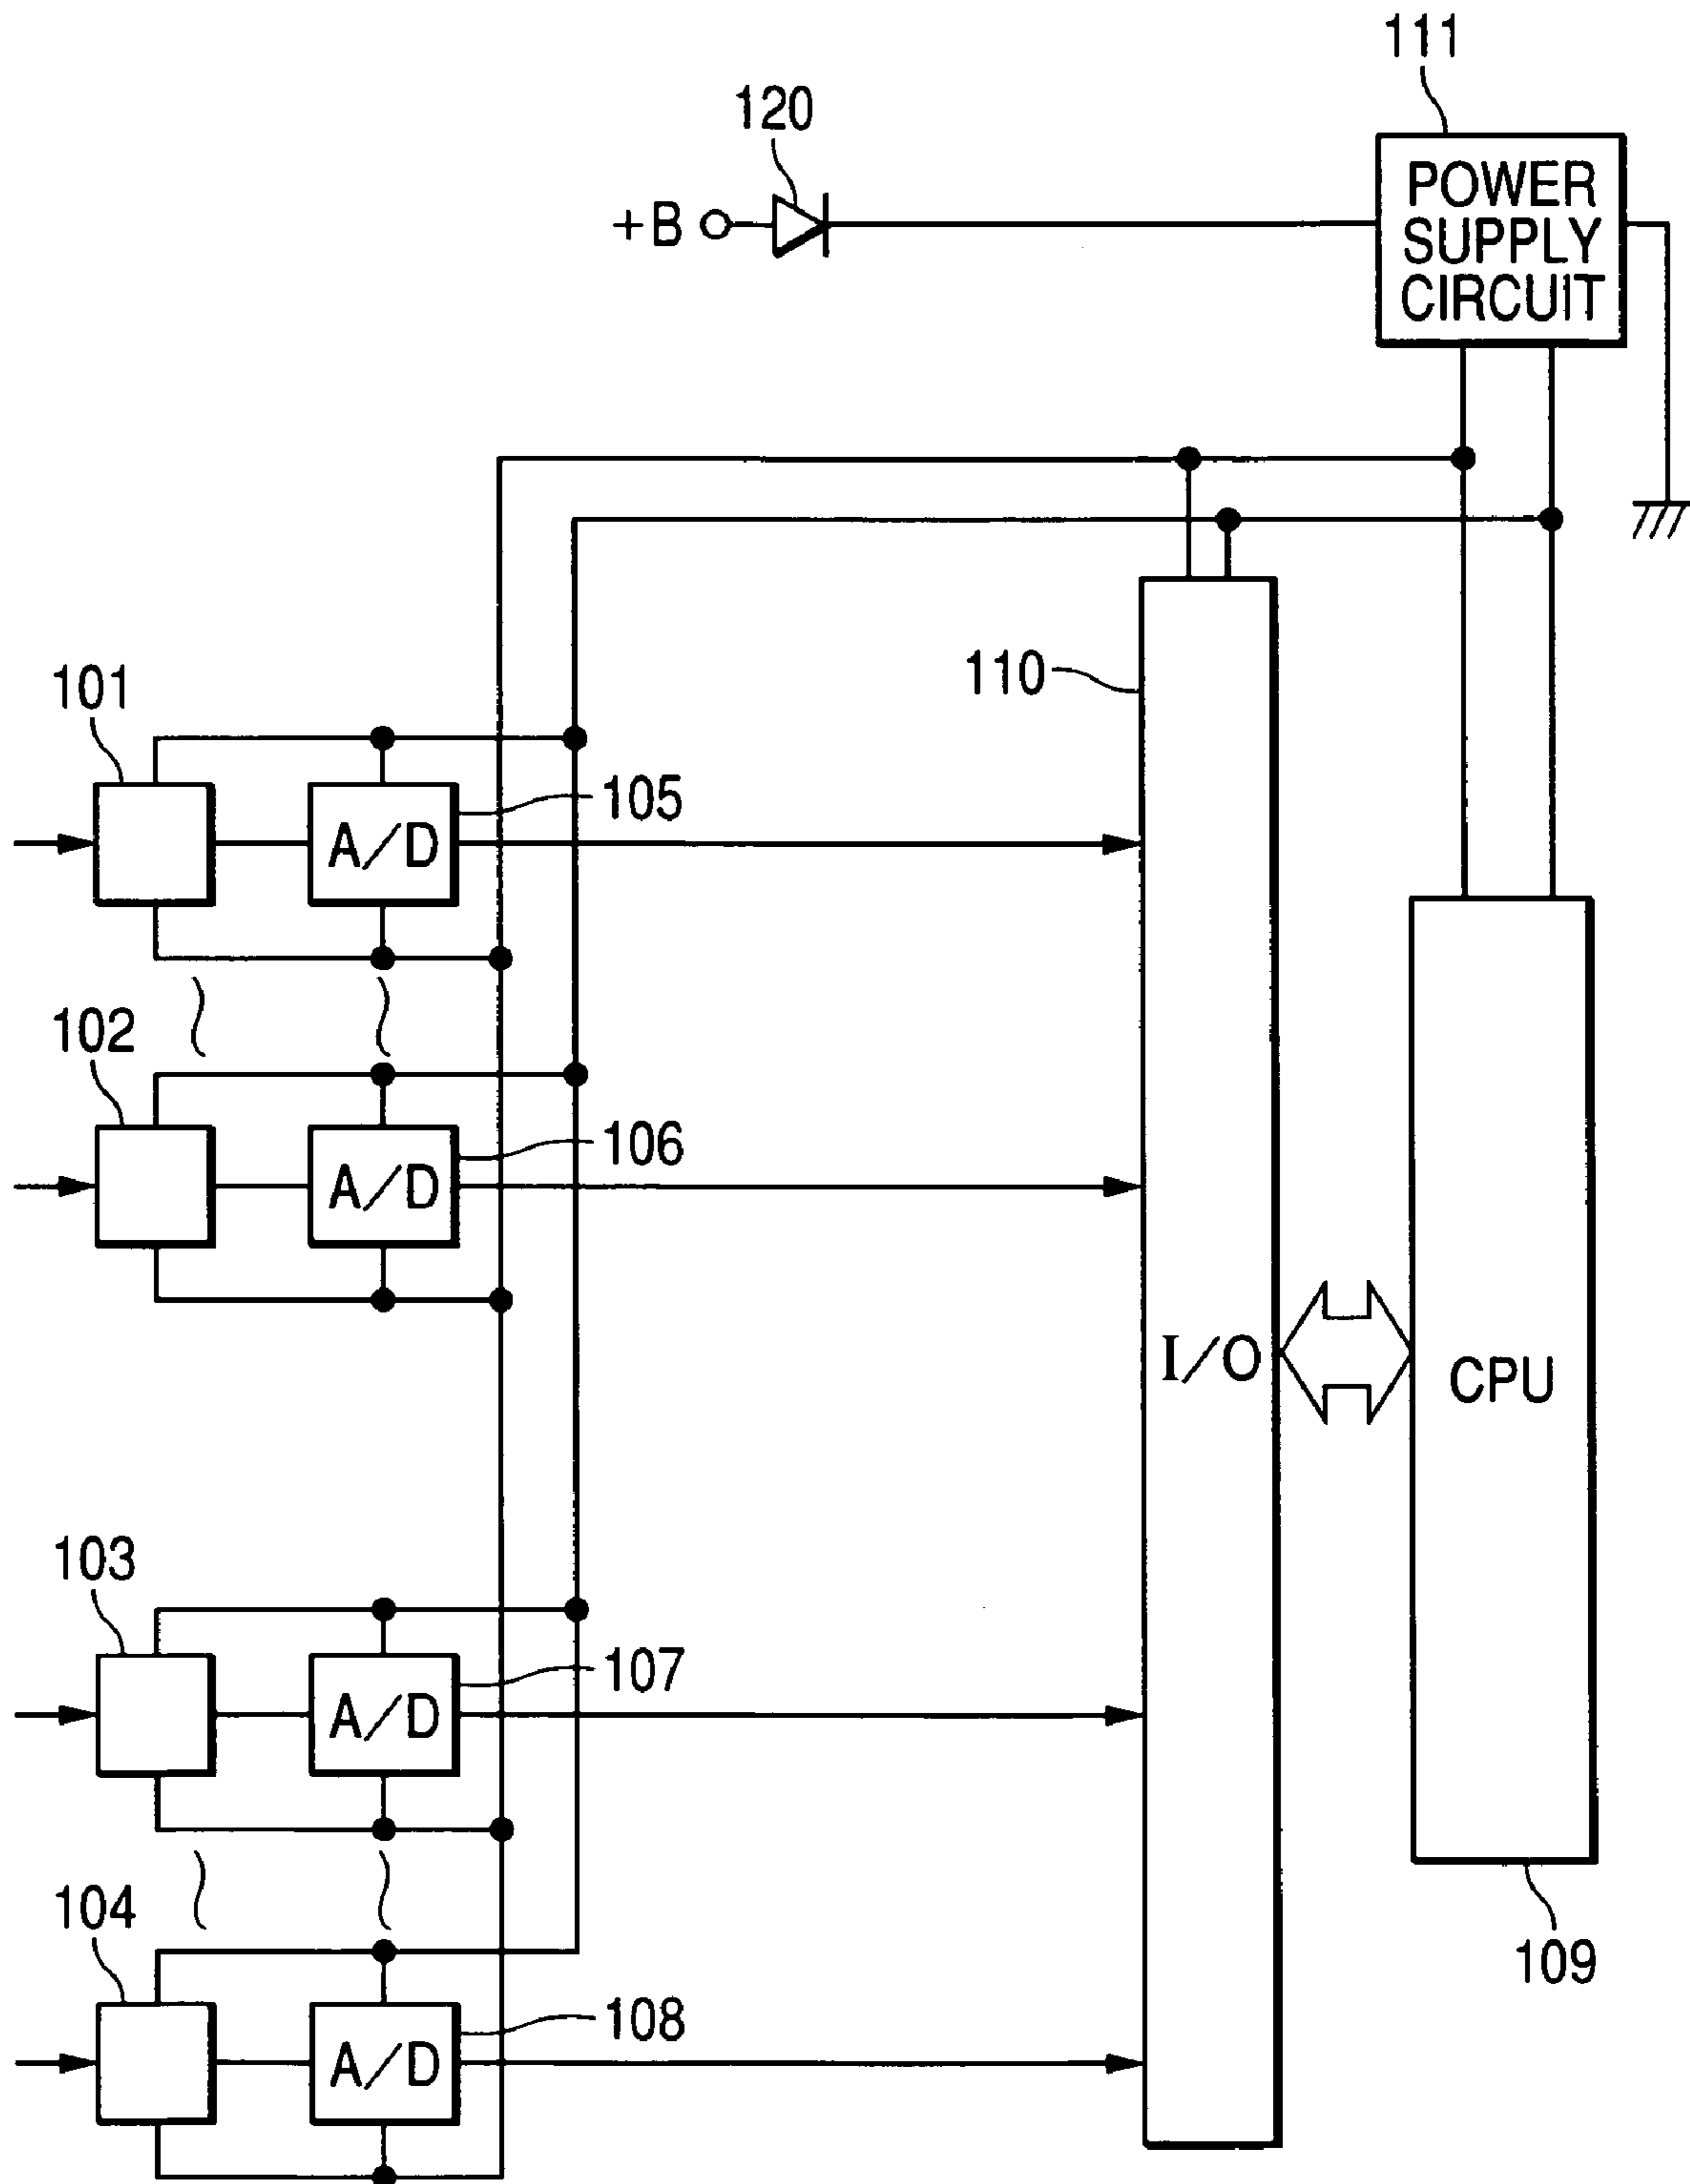 111
120
+B
POWER
SUPPLY
CIRCUIT
110
101
105
A/D
102
106
A/D
I/O
CPU
103
107
A/D
104
109
108
A/D